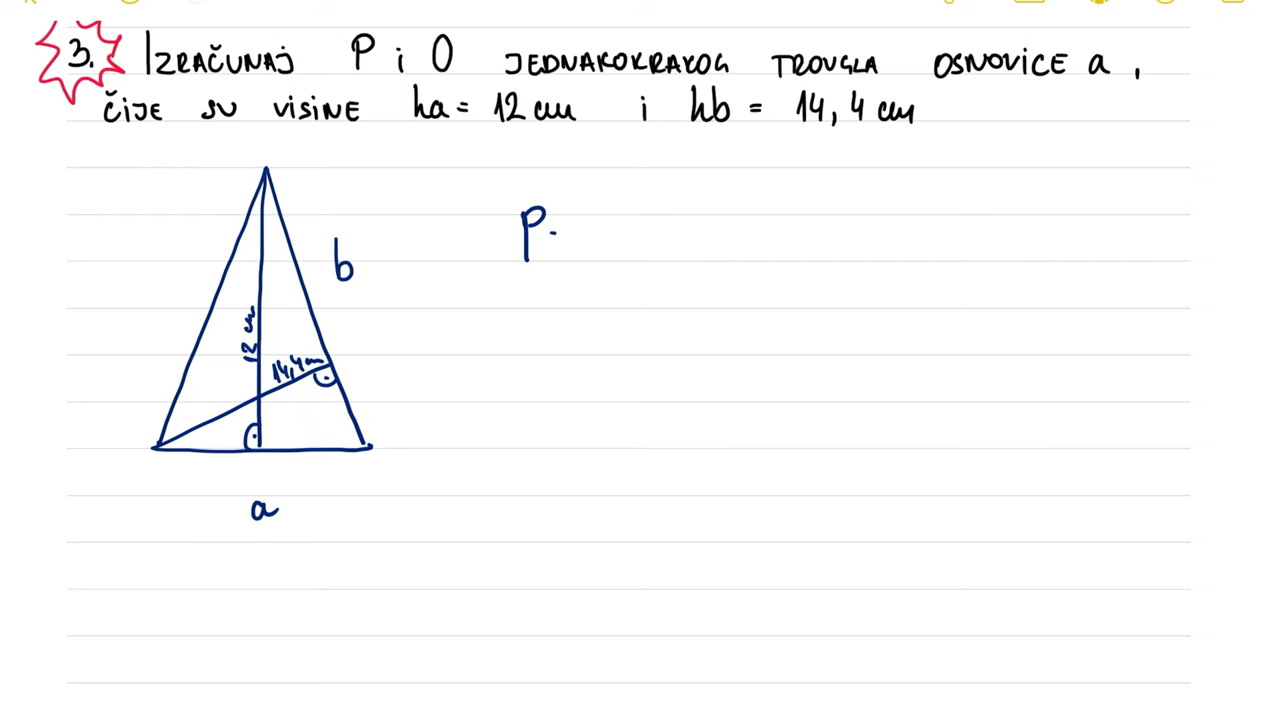 3. IZRAČUNAJ P i O JEDNAKOKRAKOG TROUGLA OSNOVICE a,
ČIJE SU VISINE ha = 12 cm i hb = 14,4 cm
P.
b
12 cm
14,4 cm
a